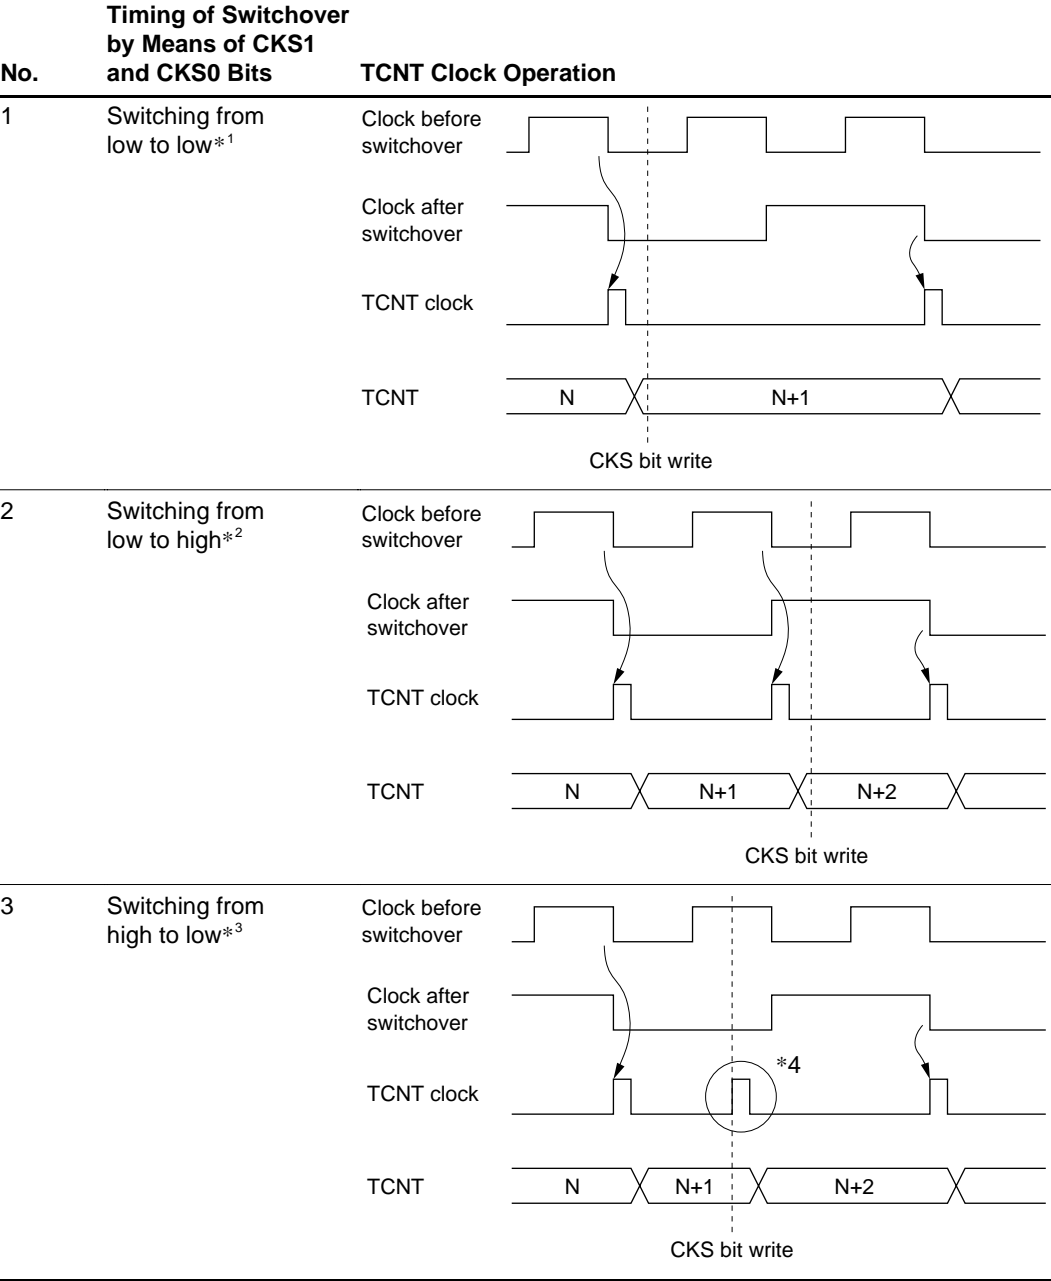 Timing of Switchover
by Means of CKS1
No. and CKS0 Bits TCNT Clock Operation
1 Switching from Clock before
low to low*1 switchover
Clock after
switchover
TCNT clock
TCNT N N+1
CKS bit write
2 Switching from Clock before
low to high*2 switchover
Clock after
switchover
TCNT clock
TCNT N N+1 N+2
CKS bit write
3 Switching from Clock before
high to low*3 switchover
Clock after
switchover
*4
TCNT clock
TCNT N N+1 N+2
CKS bit write